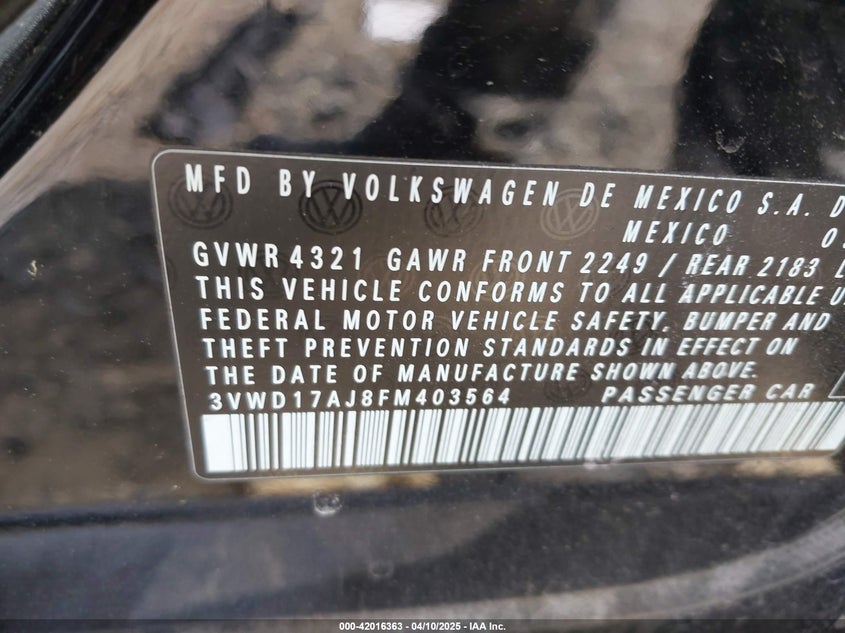 MFD BY VOLKSWAGEN DE MEXICO S.A. D
MEXICO 0
GVWR 4321 GAWR FRONT 2249 / REAR 2183 L
THIS VEHICLE CONFORMS TO ALL APPLICABLE U
FEDERAL MOTOR VEHICLE SAFETY, BUMPER AND
THEFT PREVENTION STANDARDS IN EFFECT ON
THE DATE OF MANUFACTURE SHOWN ABOVE.
3VWD17AJ8FM403564 PASSENGER CAR
000-42016363 - 04/10/2025 - IAA Inc.